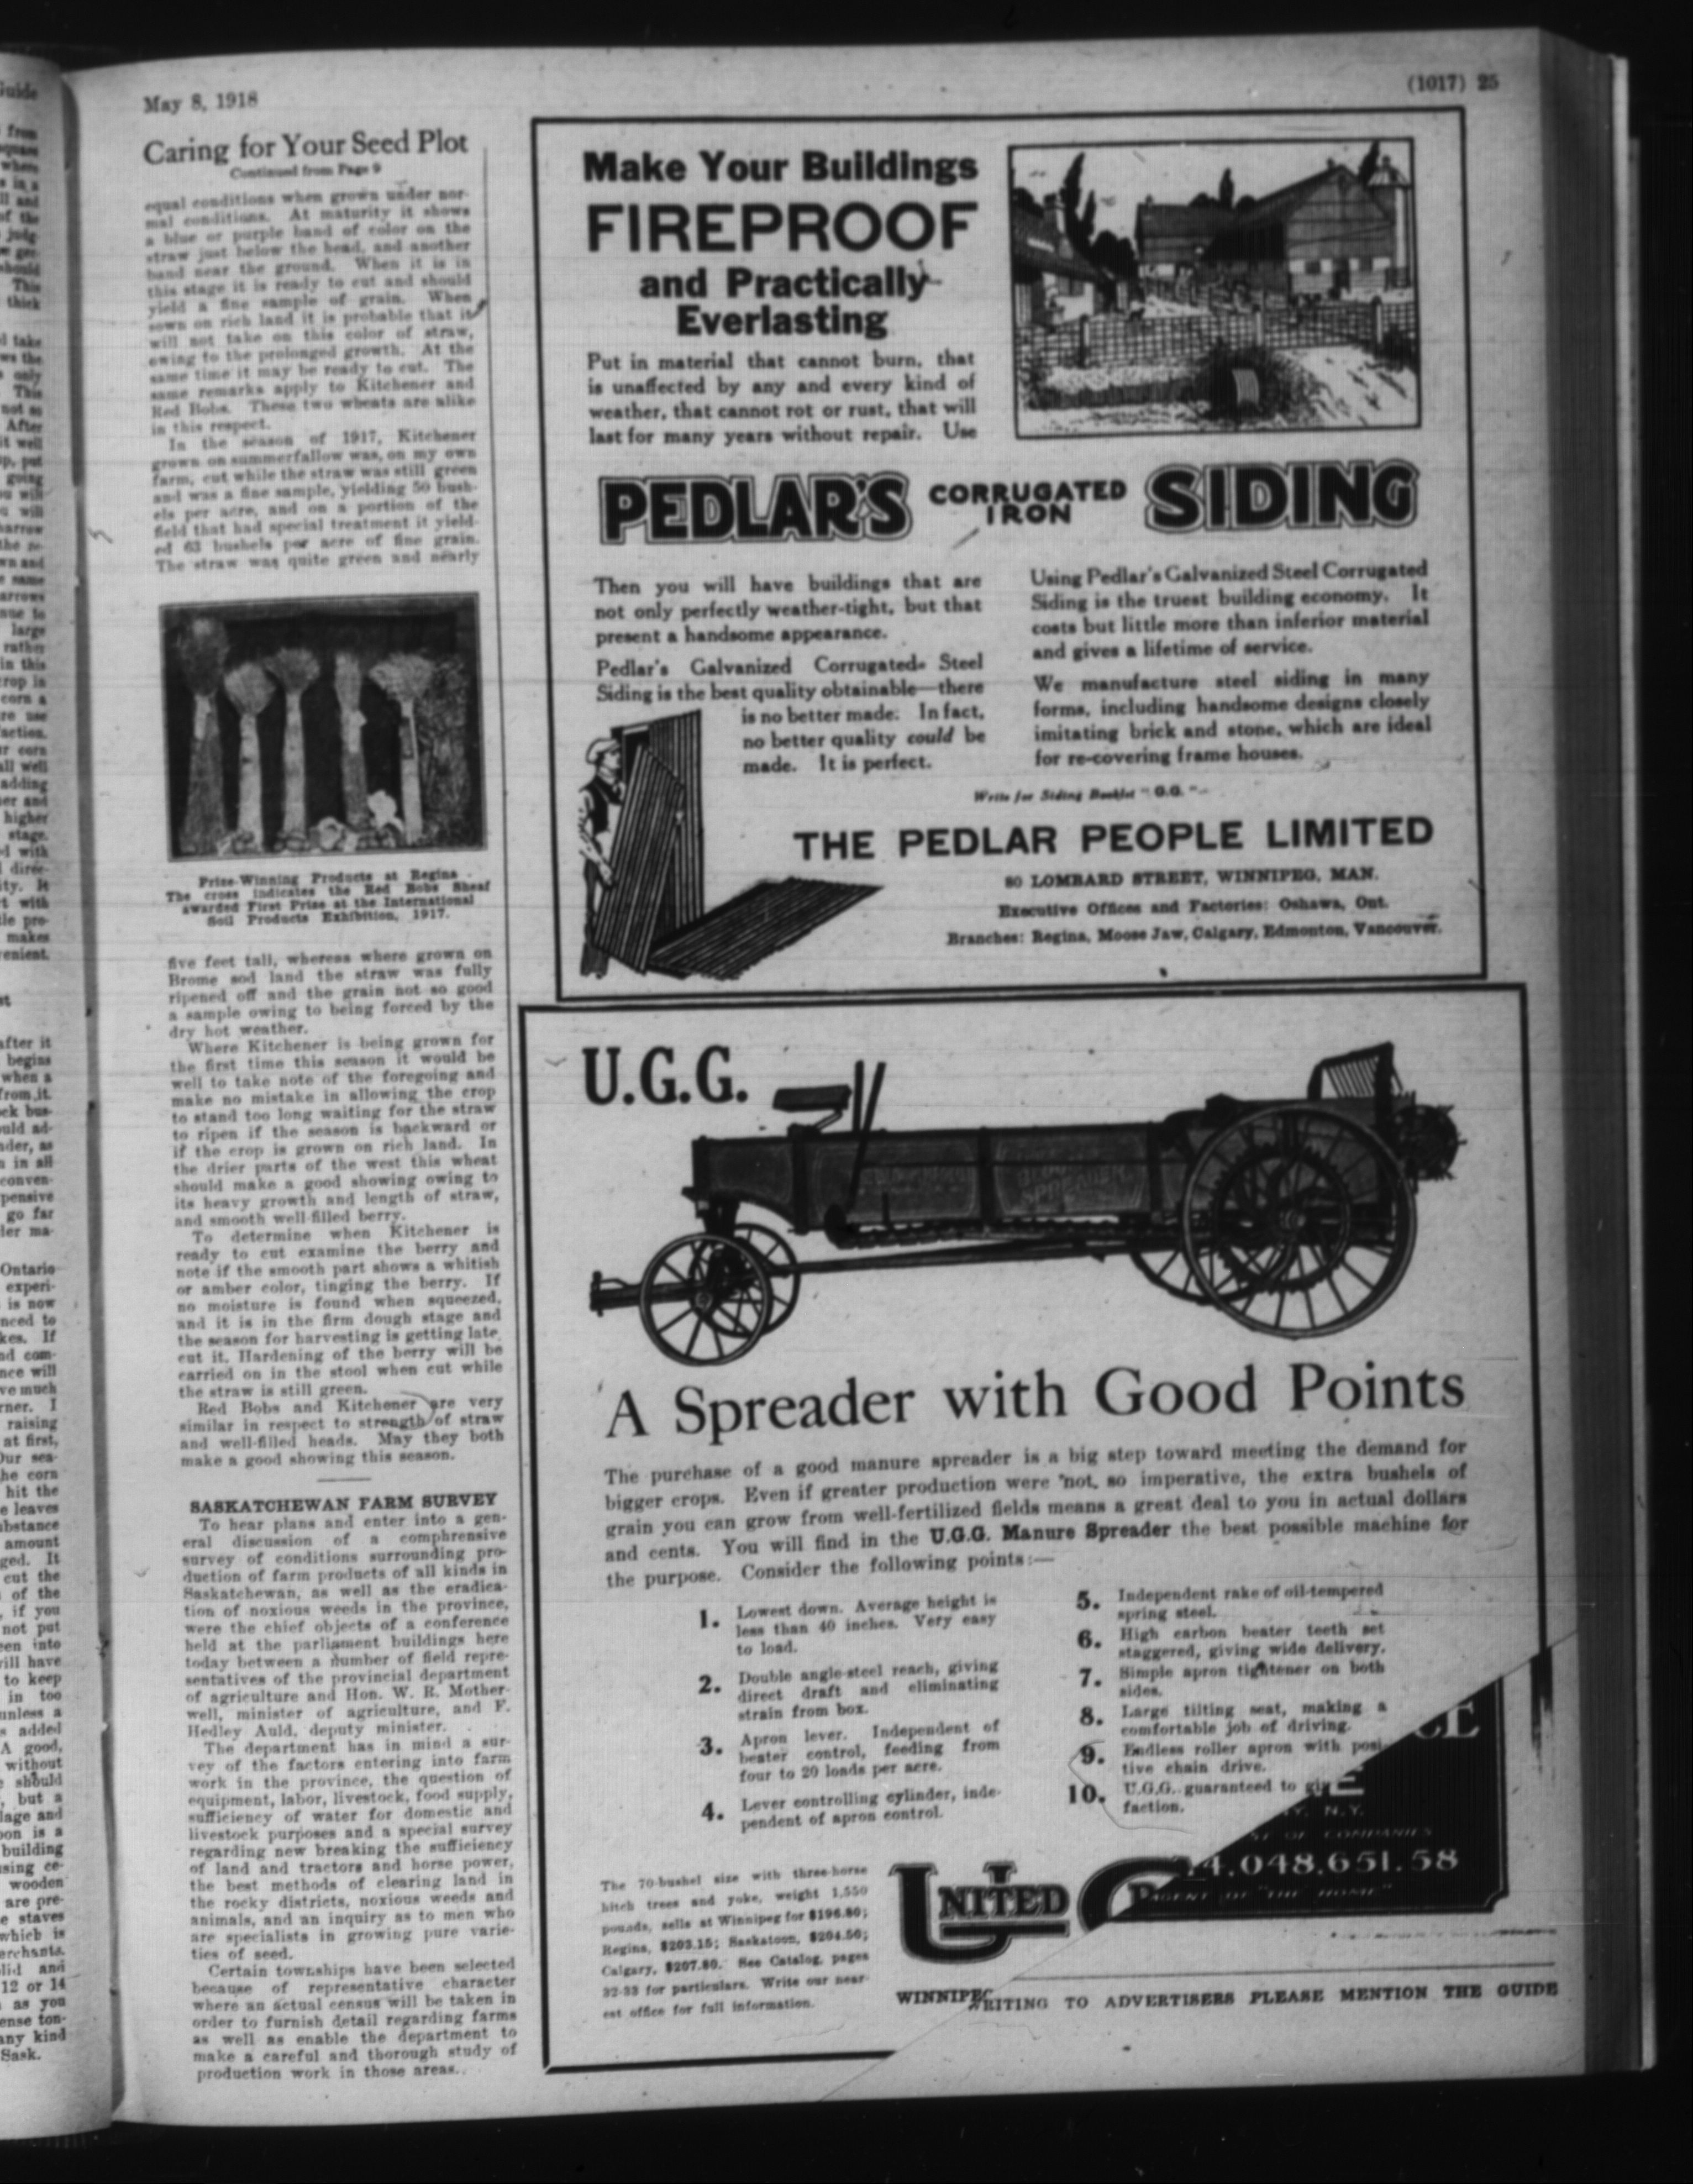 May 8, 1918
(1017) 25
Caring for Your Seed Plot
Continued from Page 9
equal conditions when grown under nor-
mal conditions. At maturity it shows
a blue or purple band of color on the
straw just below the head, and another
band near the ground. When it is in
this stage it is ready to cut and should
yield a fine sample of grain. When
sown on rich land it is probable that it
will not take on this color of straw,
owing to the prolonged growth. At the
same time it may be ready to cut. The
same remarks apply to Kitchener and
Red Bobs. These two wheats are alike
in this respect.
In the season of 1917, Kitchener
grown on summerfallow was, on my own
farm, cut while the straw was still green
and was a fine sample, yielding 50 bush-
els per acre, and on a portion of the
field that had special treatment it yield-
ed 63 bushels per acre of fine grain.
The straw was quite green and nearly
Prize-Winning Products at Regina
The cross indicates the Red Bobs Sheaf
awarded First Prize at the International
Soil Products Exhibition, 1917.
five feet tall, whereas where grown on
Brome sod land the straw was fully
ripened off and the grain not so good
a sample owing to being forced by the
dry hot weather.
Where Kitchener is being grown for
the first time this season it would be
well to take note of the foregoing and
make no mistake in allowing the crop
to stand too long waiting for the straw
to ripen if the season is backward or
if the crop is grown on rich land. In
the drier parts of the west this wheat
should make a good showing owing to
its heavy growth and length of straw,
and smooth well-filled berry.
To determine when Kitchener is
ready to cut examine the berry and
note if the smooth part shows a whitish
or amber color, tinging the berry. If
no moisture is found when squeezed,
and it is in the firm dough stage and
the season for harvesting is getting late,
cut it. Hardening of the berry will be
carried on in the stool when cut while
the straw is still green.
Red Bobs and Kitchener are very
similar in respect to strength of straw
and well-filled heads. May they both
make a good showing this season.
SASKATCHEWAN FARM SURVEY
To hear plans and enter into a gen-
eral discussion of a comphrensive
survey of conditions surrounding pro-
duction of farm products of all kinds in
Saskatchewan, as well as the eradica-
tion of noxious weeds in the province,
were the chief objects of a conference
held at the parliament buildings here
today between a number of field repre-
sentatives of the provincial department
of agriculture and Hon. W. R. Mother-
well, minister of agriculture, and F.
Hedley Auld, deputy minister.
The department has in mind a sur-
vey of the factors entering into farm
work in the province, the question of
equipment, labor, livestock, food supply,
sufficiency of water for domestic and
livestock purposes and a special survey
regarding new breaking the sufficiency
of land and tractors and horse power,
the best methods of clearing land in
the rocky districts, noxious weeds and
animals, and an inquiry as to men who
are specialists in growing pure varie-
ties of seed.
Certain townships have been selected
because of representative character
where an actual census will be taken in
order to furnish detail regarding farms
as well as enable the department to
make a careful and thorough study of
production work in those areas.
Make Your Buildings
FIREPROOF
and Practically
Everlasting
Put in material that cannot burn, that
is unaffected by any and every kind of
weather, that cannot rot or rust, that will
last for many years without repair. Use
PEDLAR'S CORRUGATED IRON SIDING
Then you will have buildings that are
not only perfectly weather-tight, but that
present a handsome appearance.
Pedlar's Galvanized Corrugated Steel
Siding is the best quality obtainable—there
is no better made. In fact,
no better quality could be
made. It is perfect.
Using Pedlar's Galvanized Steel Corrugated
Siding is the truest building economy. It
costs but little more than inferior material
and gives a lifetime of service.
We manufacture steel siding in many
forms, including handsome designs closely
imitating brick and stone, which are ideal
for re-covering frame houses.
Write for Siding Booklet "G.G."
THE PEDLAR PEOPLE LIMITED
80 LOMBARD STREET, WINNIPEG, MAN.
Executive Offices and Factories: Oshawa, Ont.
Branches: Regina, Moose Jaw, Calgary, Edmonton, Vancouver.
U.G.G.
A Spreader with Good Points
The purchase of a good manure spreader is a big step toward meeting the demand for
bigger crops. Even if greater production were not so imperative, the extra bushels of
grain you can grow from well-fertilized fields means a great deal to you in actual dollars
and cents. You will find in the U.G.G. Manure Spreader the best possible machine for
the purpose. Consider the following points:—
1. Lowest down. Average height is
less than 40 inches. Very easy
to load.
2. Double angle-steel reach, giving
direct draft and eliminating
strain from box.
3. Apron lever. Independent of
beater control, feeding from
four to 20 loads per acre.
4. Lever controlling cylinder, inde-
pendent of apron control.
5. Independent rake of oil-tempered
spring steel.
6. High carbon beater teeth set
staggered, giving wide delivery.
7. Simple apron tightener on both
sides.
8. Large tilting seat, making a
comfortable job of driving.
9. Endless roller apron with posi-
tive chain drive.
10. U.G.G. guaranteed to gi
faction.
The 70-bushel size with three-horse
hitch trees and yoke, weight 1,550
pounds, sells at Winnipeg for $196.80;
Regina, $203.15; Saskatoon, $204.50;
Calgary, $207.80. See Catalog, pages
32-33 for particulars. Write our near-
est office for full information.
UNITED G
WINNIPEG
CE
E
N.Y.
OF COMPANIES
4,048,651.58
AGENT OF "THE HOME"
RITING TO ADVERTISERS PLEASE MENTION THE GUIDE